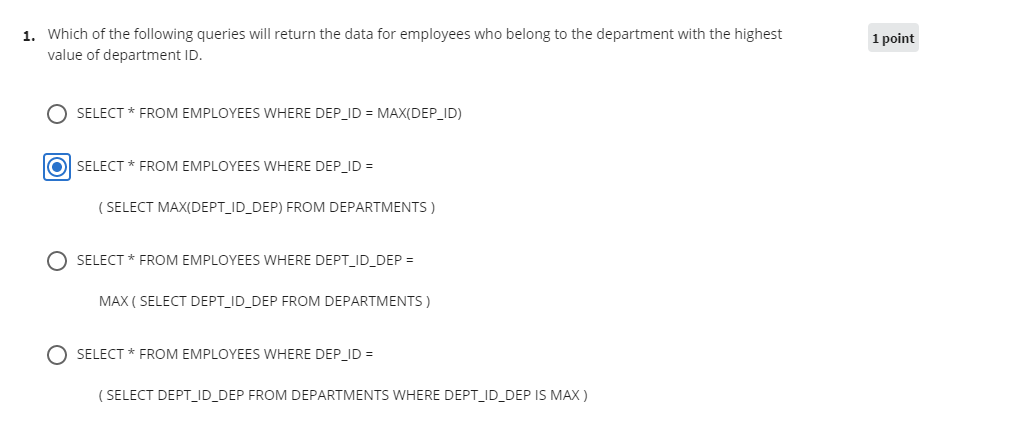 1. Which of the following queries will return the data for employees who belong to the department with the highest
value of department ID.
1 point
SELECT * FROM EMPLOYEES WHERE DEP_ID = MAX(DEP_ID)
SELECT * FROM EMPLOYEES WHERE DEP_ID =
( SELECT MAX(DEPT_ID_DEP) FROM DEPARTMENTS )
SELECT * FROM EMPLOYEES WHERE DEPT_ID_DEP =
MAX ( SELECT DEPT_ID_DEP FROM DEPARTMENTS )
SELECT * FROM EMPLOYEES WHERE DEP_ID =
( SELECT DEPT_ID_DEP FROM DEPARTMENTS WHERE DEPT_ID_DEP IS MAX )